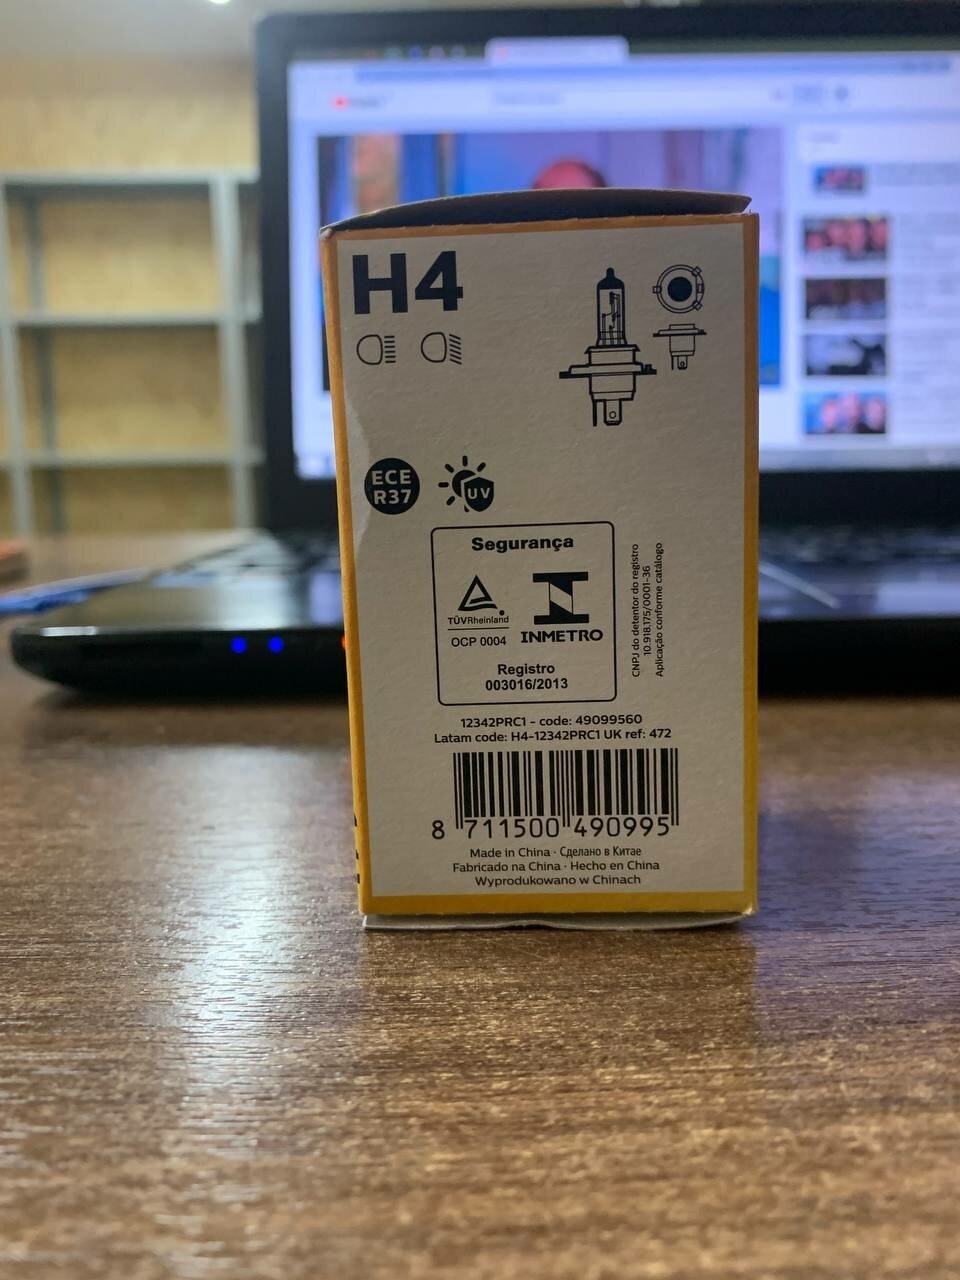 H4
ECE
R37
UV
Segurança
TÜVRheinland
OCP 0004
INMETRO
Registro
003016/2013
CNPJ do detentor do registro
10.918.175/0001-36
Aplicação conforme catálogo
12342PRC1 - code: 49099560
Latam code: H4-12342PRC1 UK ref: 472
8 711500 490995
Made in China · Сделано в Китае
Fabricado na China · Hecho en China
Wyprodukowano w Chinach